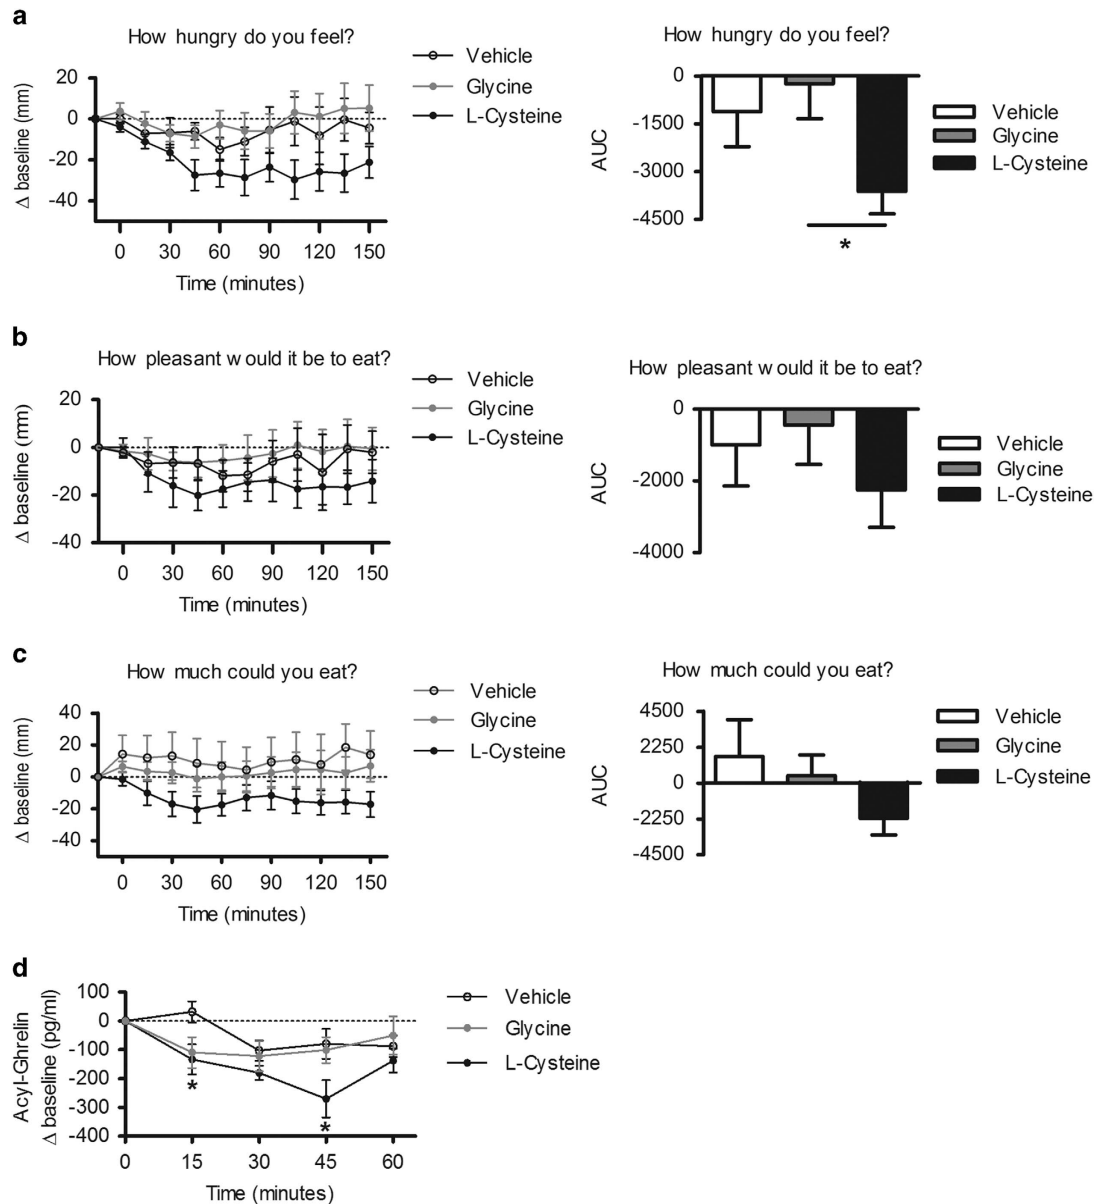 a
How hungry do you feel?
Vehicle
Glycine
L-Cysteine
20
0
-20
-40
Δ baseline (mm)
0 30 60 90 120 150
Time (minutes)
How hungry do you feel?
0
-1500
-3000
-4500
AUC
*
Vehicle
Glycine
L-Cysteine
b
How pleasant would it be to eat?
Vehicle
Glycine
L-Cysteine
20
0
-20
-40
Δ baseline (mm)
0 30 60 90 120 150
Time (minutes)
How pleasant would it be to eat?
0
-2000
-4000
AUC
Vehicle
Glycine
L-Cysteine
c
How much could you eat?
Vehicle
Glycine
L-Cysteine
40
20
0
-20
-40
Δ baseline (mm)
0 30 60 90 120 150
Time (minutes)
How much could you eat?
4500
2250
0
-2250
-4500
AUC
Vehicle
Glycine
L-Cysteine
d
Acyl-Ghrelin
Δ baseline (pg/ml)
100
0
-100
-200
-300
-400
*
*
0 15 30 45 60
Time (minutes)
Vehicle
Glycine
L-Cysteine